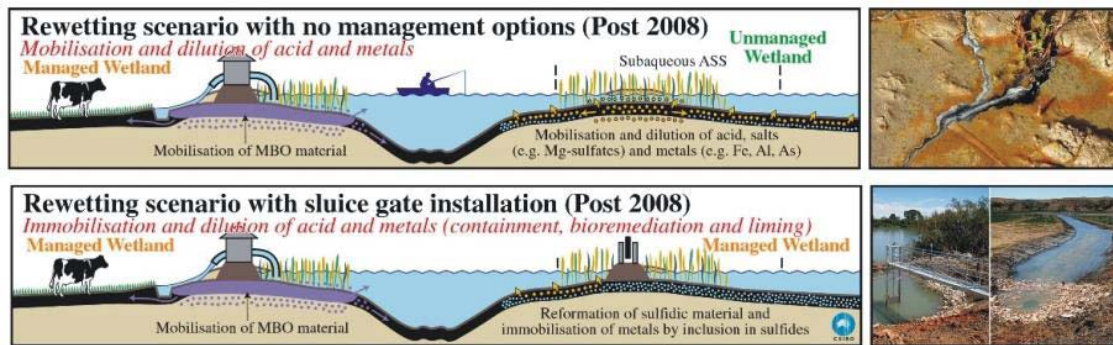 Rewetting scenario with no management options (Post 2008)
Mobilisation and dilution of acid and metals
Managed Wetland
Subaqueous ASS
Unmanaged
Wetland
Mobilisation of MBO material
Mobilisation and dilution of acid, salts
(e.g. Mg-sulfates) and metals (e.g. Fe, Al, As)
Rewetting scenario with sluice gate installation (Post 2008)
Immobilisation and dilution of acid and metals (containment, bioremediation and liming)
Managed Wetland
Managed Wetland
Mobilisation of MBO material
Reformation of sulfidic material and
immobilisation of metals by inclusion in sulfides
CSIRO